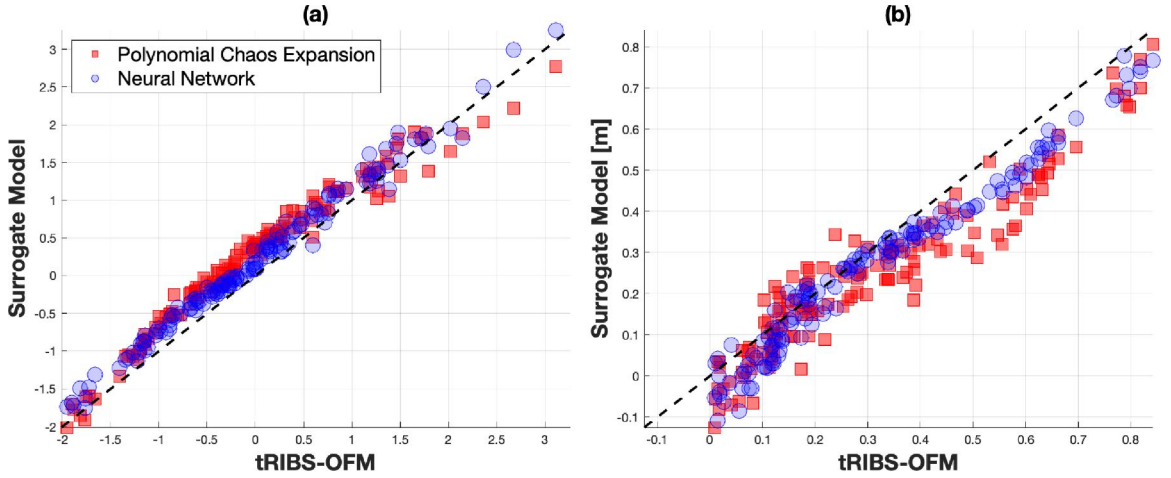 (a)
Polynomial Chaos Expansion
Neural Network
Surrogate Model
3
2.5
2
1.5
1
0.5
0
-0.5
-1
-1.5
-2
-2 -1.5 -1 -0.5 0 0.5 1 1.5 2 2.5 3
tRIBS-OFM
(b)
Surrogate Model [m]
0.8
0.7
0.6
0.5
0.4
0.3
0.2
0.1
0
-0.1
-0.1 0 0.1 0.2 0.3 0.4 0.5 0.6 0.7 0.8
tRIBS-OFM